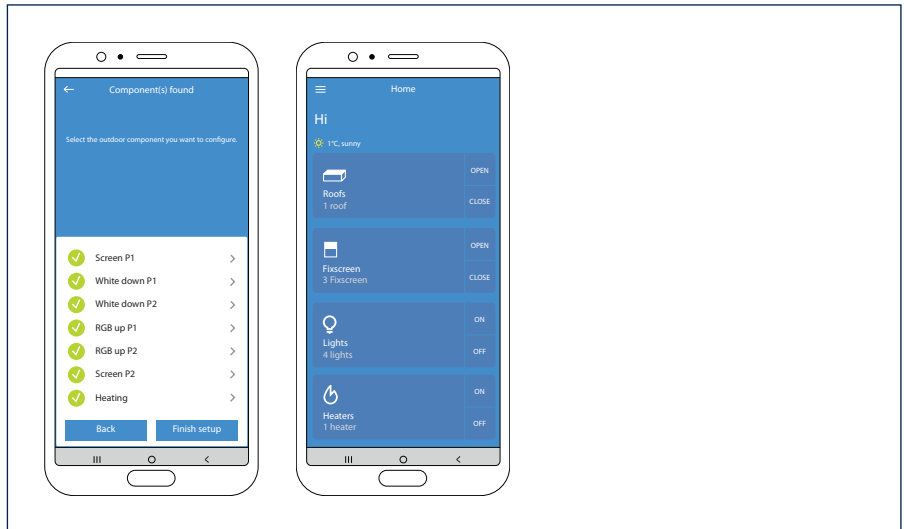 Component(s) found
Select the outdoor component you want to configure.
Screen P1
White down P1
White down P2
RGB up P1
RGB up P2
Screen P2
Heating
Back
Finish setup
Home
Hi
1°C, sunny
Roofs
1 roof
OPEN
CLOSE
Fixscreen
3 Fixscreen
OPEN
CLOSE
Lights
4 lights
ON
OFF
Heaters
1 heater
ON
OFF